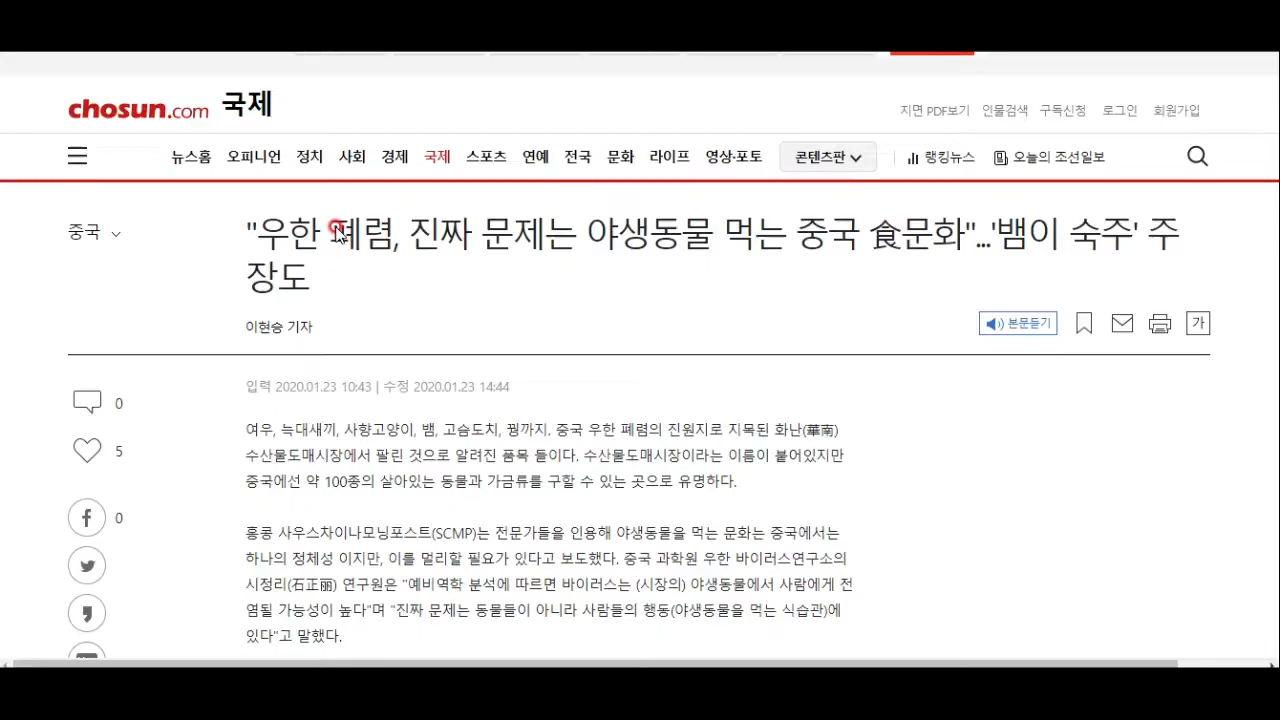 chosun.com 국제
지면 PDF보기 인물검색 구독신청 로그인 회원가입
뉴스홈 오피니언 정치 사회 경제 국제 스포츠 연예 전국 문화 라이프 영상·포토 콘텐츠판 랭킹뉴스 오늘의 조선일보
중국
"우한 폐렴, 진짜 문제는 야생동물 먹는 중국 食문화"...'뱀이 숙주' 주
장도
이현승 기자
본문듣기 가
입력 2020.01.23 10:43 | 수정 2020.01.23 14:44
0
5
0
여우, 늑대새끼, 사향고양이, 뱀, 고슴도치, 꿩까지. 중국 우한 폐렴의 진원지로 지목된 화난(華南)
수산물도매시장에서 팔린 것으로 알려진 품목 들이다. 수산물도매시장이라는 이름이 붙어있지만
중국에선 약 100종의 살아있는 동물과 가금류를 구할 수 있는 곳으로 유명하다.
홍콩 사우스차이나모닝포스트(SCMP)는 전문가들을 인용해 야생동물을 먹는 문화는 중국에서는
하나의 정체성 이지만, 이를 멀리할 필요가 있다고 보도했다. 중국 과학원 우한 바이러스연구소의
시정리(石正丽) 연구원은 "예비역학 분석에 따르면 바이러스는 (시장의) 야생동물에서 사람에게 전
염될 가능성이 높다"며 "진짜 문제는 동물들이 아니라 사람들의 행동(야생동물을 먹는 식습관)에
있다"고 말했다.